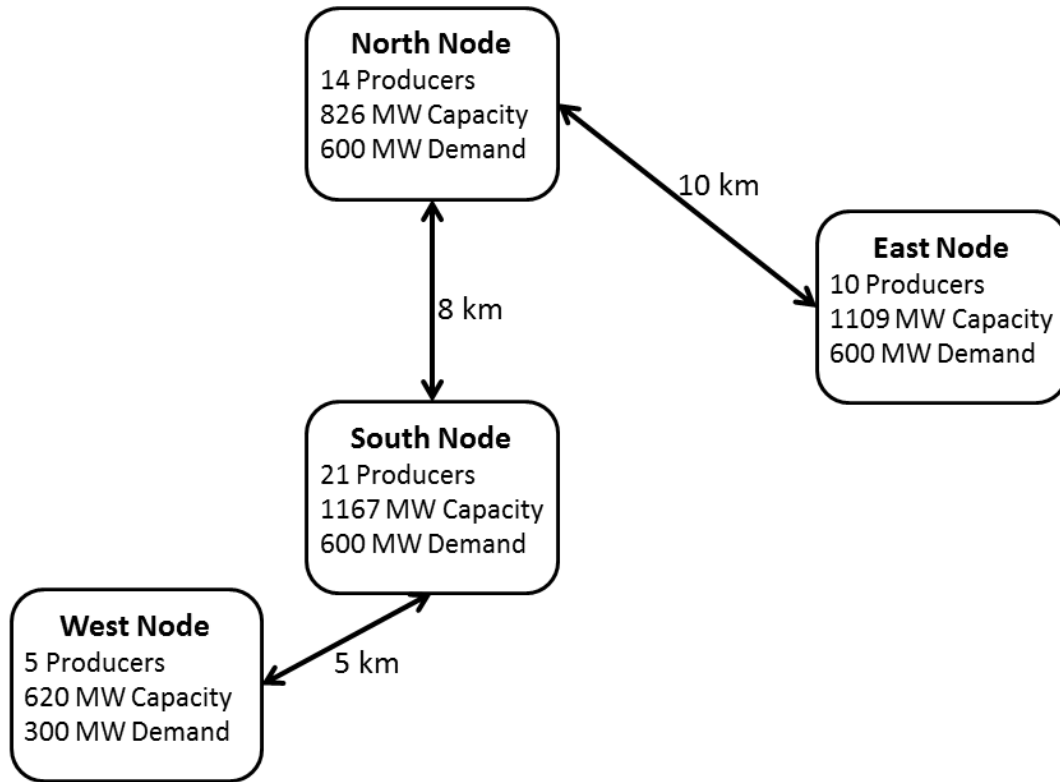 North Node
14 Producers
826 MW Capacity
600 MW Demand
10 km
East Node
10 Producers
1109 MW Capacity
600 MW Demand
8 km
South Node
21 Producers
1167 MW Capacity
600 MW Demand
West Node
5 Producers
620 MW Capacity
300 MW Demand
5 km